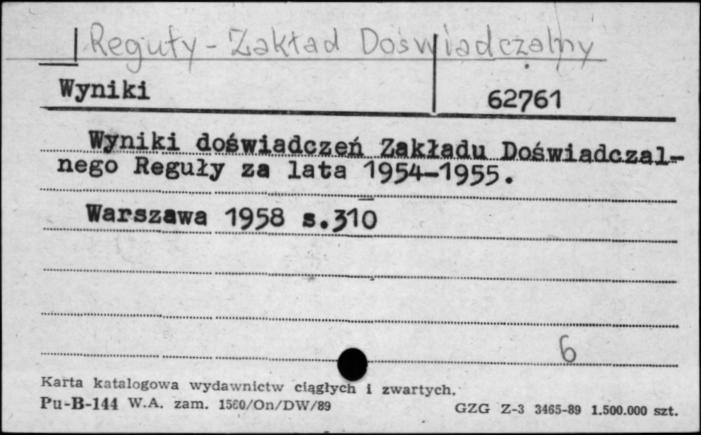 Reguły - Zakład Doświadczalny
Wyniki
62761
Wyniki doświadczeń Zakładu Doświadczal-
nego Reguły za lata 1954-1955.
Warszawa 1958 s.310
6
Karta katalogowa wydawnictw ciągłych i zwartych.
Pu-B-144 W.A. zam. 1560/On/DW/89
GZG Z-3 3465-89 1.500.000 szt.